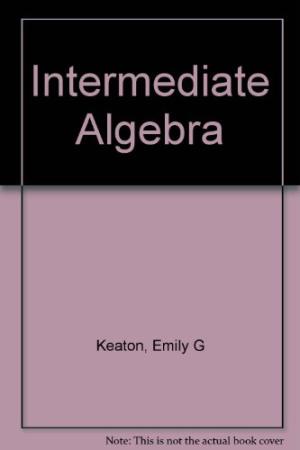 Intermediate
Algebra
Keaton, Emily G
Note: This is not the actual book cover